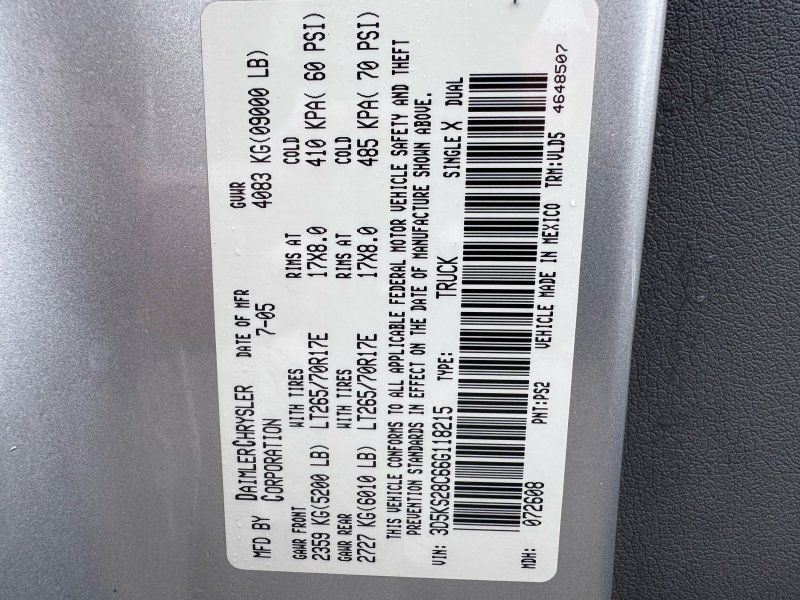 MFD BY DAIMLERCHRYSLER CORPORATION DATE OF MFR 7-05 GVWR 4083 KG(09000 LB)
GAWR FRONT WITH TIRES RIMS AT COLD
2359 KG(5200 LB) LT265/70R17E 17X8.0 410 KPA( 60 PSI)
GAWR REAR WITH TIRES RIMS AT COLD
2727 KG(6010 LB) LT265/70R17E 17X8.0 485 KPA( 70 PSI)
THIS VEHICLE CONFORMS TO ALL APPLICABLE FEDERAL MOTOR VEHICLE SAFETY AND THEFT
PREVENTION STANDARDS IN EFFECT ON THE DATE OF MANUFACTURE SHOWN ABOVE.
VIN: 3D5KS28C66G118215 TYPE: TRUCK SINGLE X DUAL
MDH: 072608 PNT:PS2 VEHICLE MADE IN MEXICO TRM:VLD5 4648507